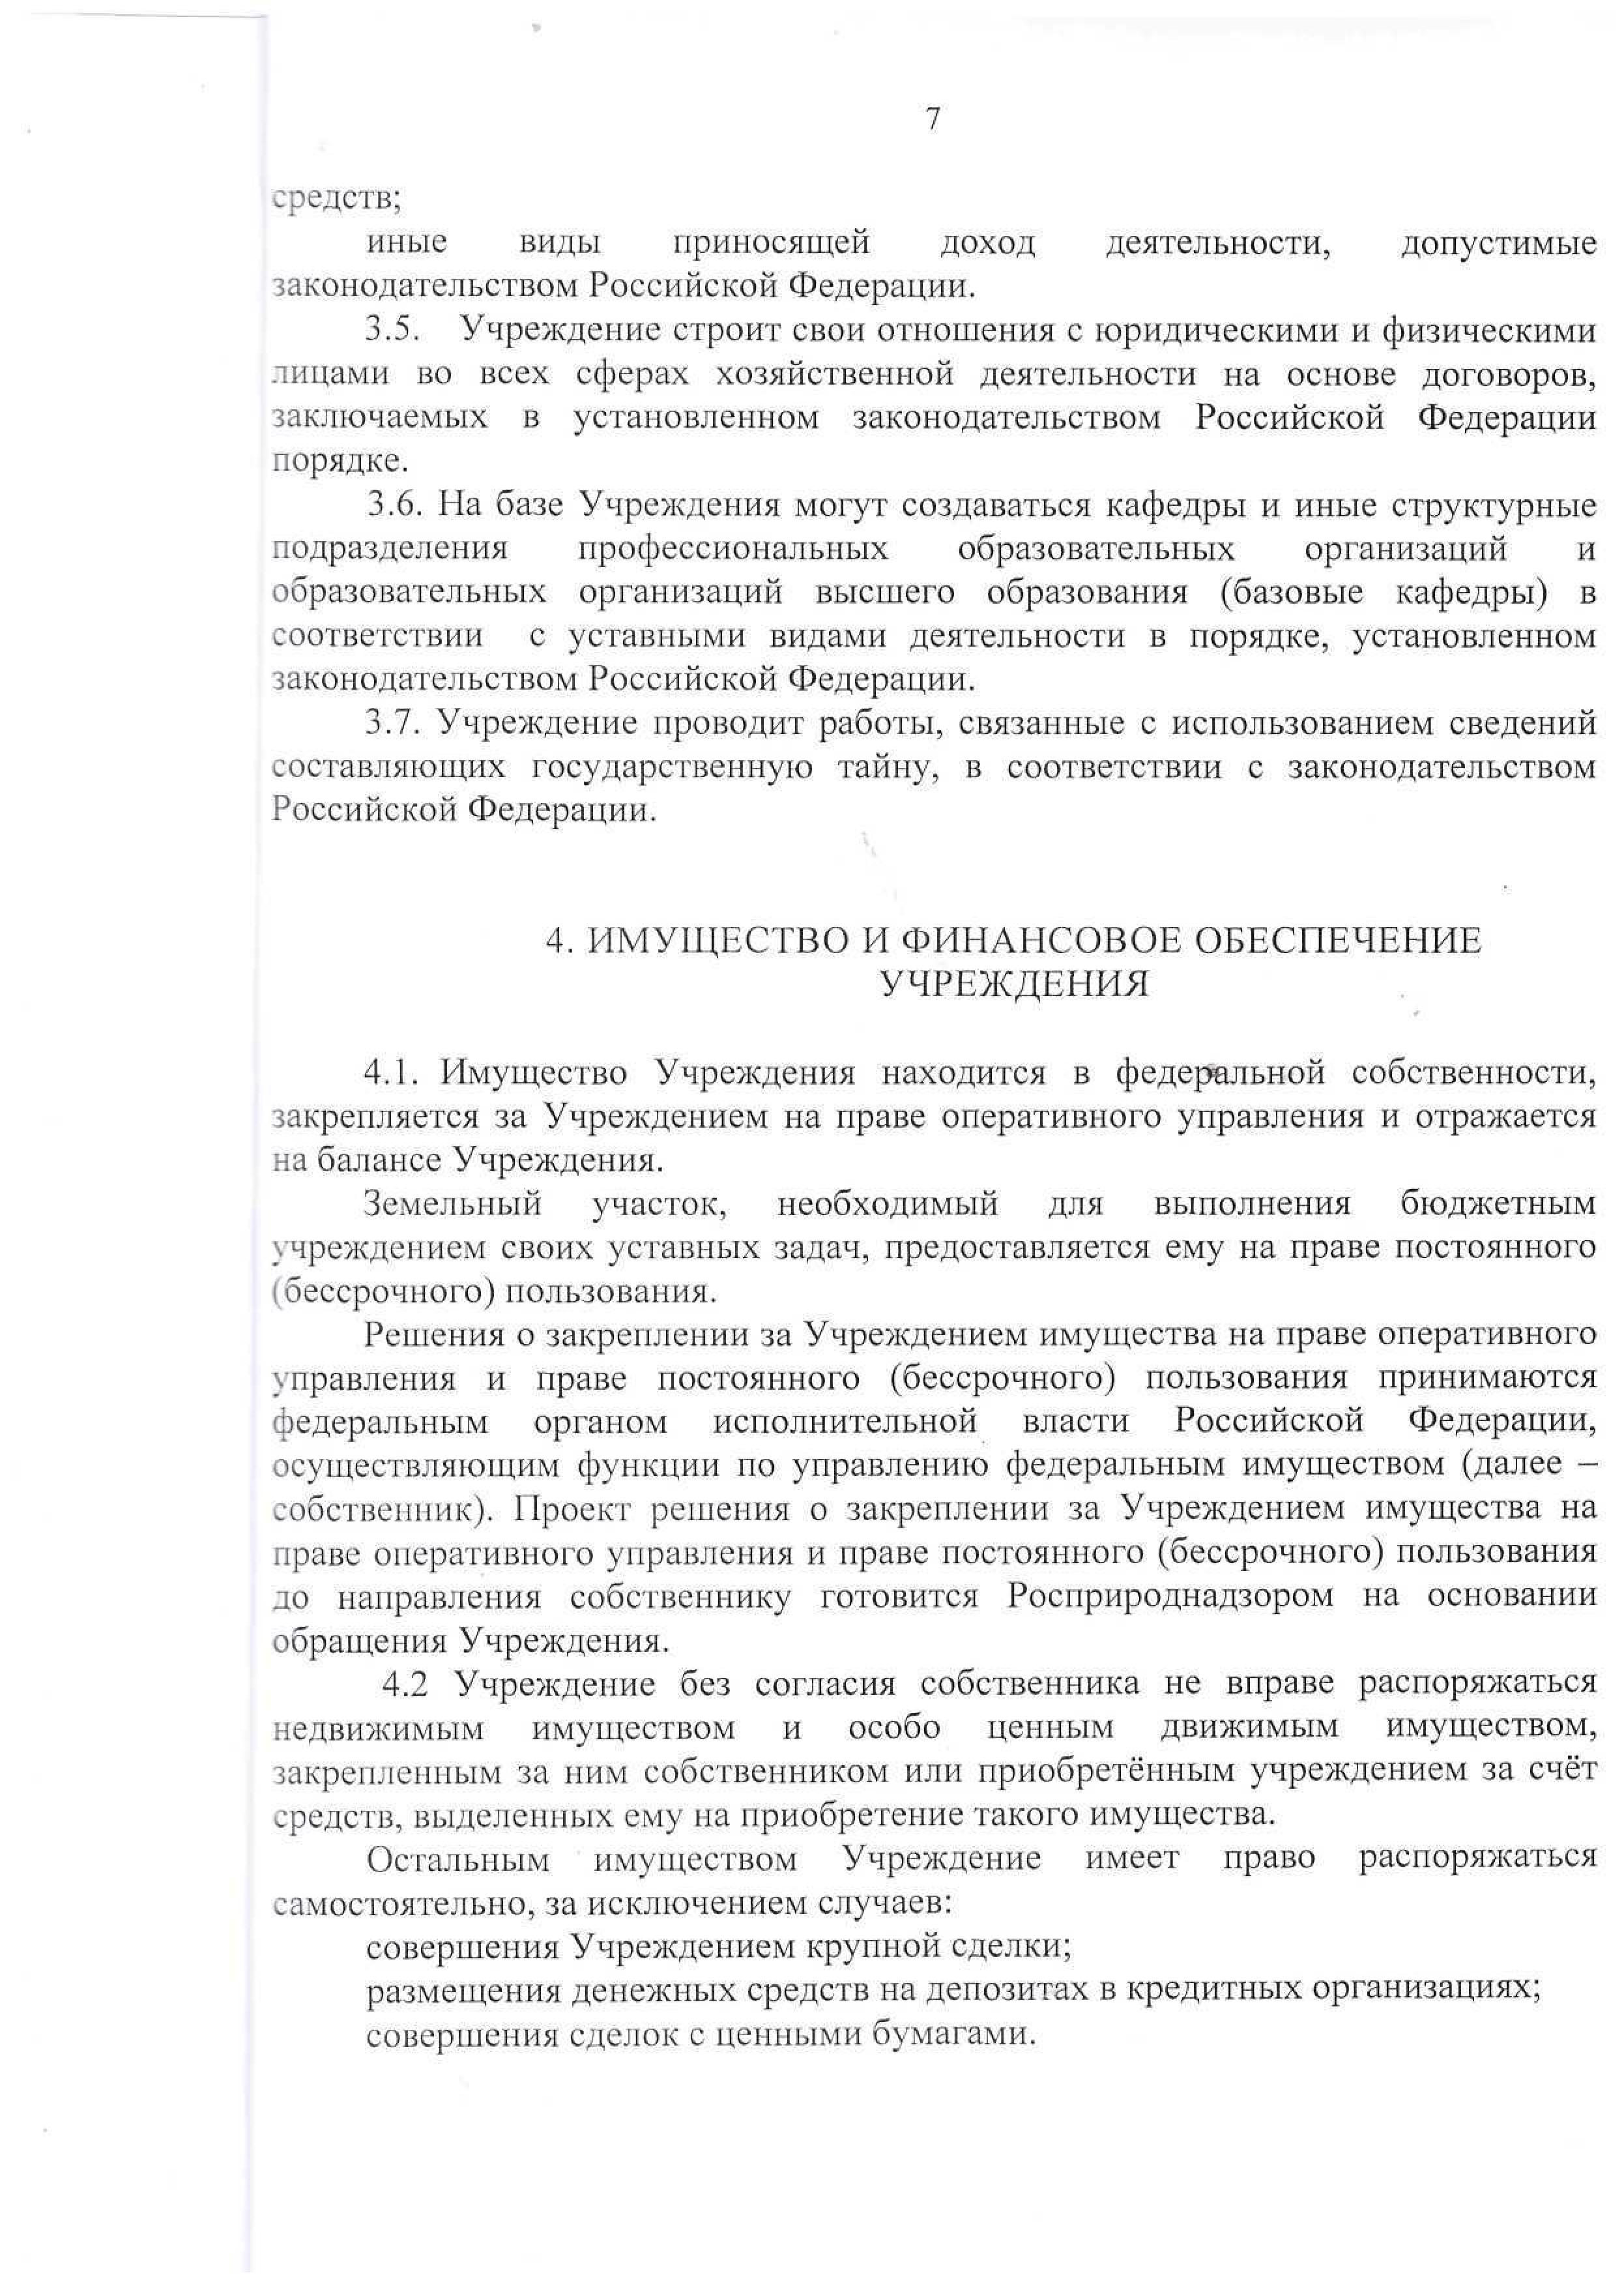 7
средств;
иные виды приносящей доход деятельности, допустимые
законодательством Российской Федерации.
3.5. Учреждение строит свои отношения с юридическими и физическими
лицами во всех сферах хозяйственной деятельности на основе договоров,
заключаемых в установленном законодательством Российской Федерации
порядке.
3.6. На базе Учреждения могут создаваться кафедры и иные структурные
подразделения профессиональных образовательных организаций и
образовательных организаций высшего образования (базовые кафедры) в
соответствии с уставными видами деятельности в порядке, установленном
законодательством Российской Федерации.
3.7. Учреждение проводит работы, связанные с использованием сведений
составляющих государственную тайну, в соответствии с законодательством
Российской Федерации.
4. ИМУЩЕСТВО И ФИНАНСОВОЕ ОБЕСПЕЧЕНИЕ
УЧРЕЖДЕНИЯ
4.1. Имущество Учреждения находится в федеральной собственности,
закрепляется за Учреждением на праве оперативного управления и отражается
на балансе Учреждения.
Земельный участок, необходимый для выполнения бюджетным
учреждением своих уставных задач, предоставляется ему на праве постоянного
(бессрочного) пользования.
Решения о закреплении за Учреждением имущества на праве оперативного
управления и праве постоянного (бессрочного) пользования принимаются
федеральным органом исполнительной власти Российской Федерации,
осуществляющим функции по управлению федеральным имуществом (далее –
собственник). Проект решения о закреплении за Учреждением имущества на
праве оперативного управления и праве постоянного (бессрочного) пользования
до направления собственнику готовится Росприроднадзором на основании
обращения Учреждения.
4.2 Учреждение без согласия собственника не вправе распоряжаться
недвижимым имуществом и особо ценным движимым имуществом,
закрепленным за ним собственником или приобретённым учреждением за счёт
средств, выделенных ему на приобретение такого имущества.
Остальным имуществом Учреждение имеет право распоряжаться
самостоятельно, за исключением случаев:
совершения Учреждением крупной сделки;
размещения денежных средств на депозитах в кредитных организациях;
совершения сделок с ценными бумагами.